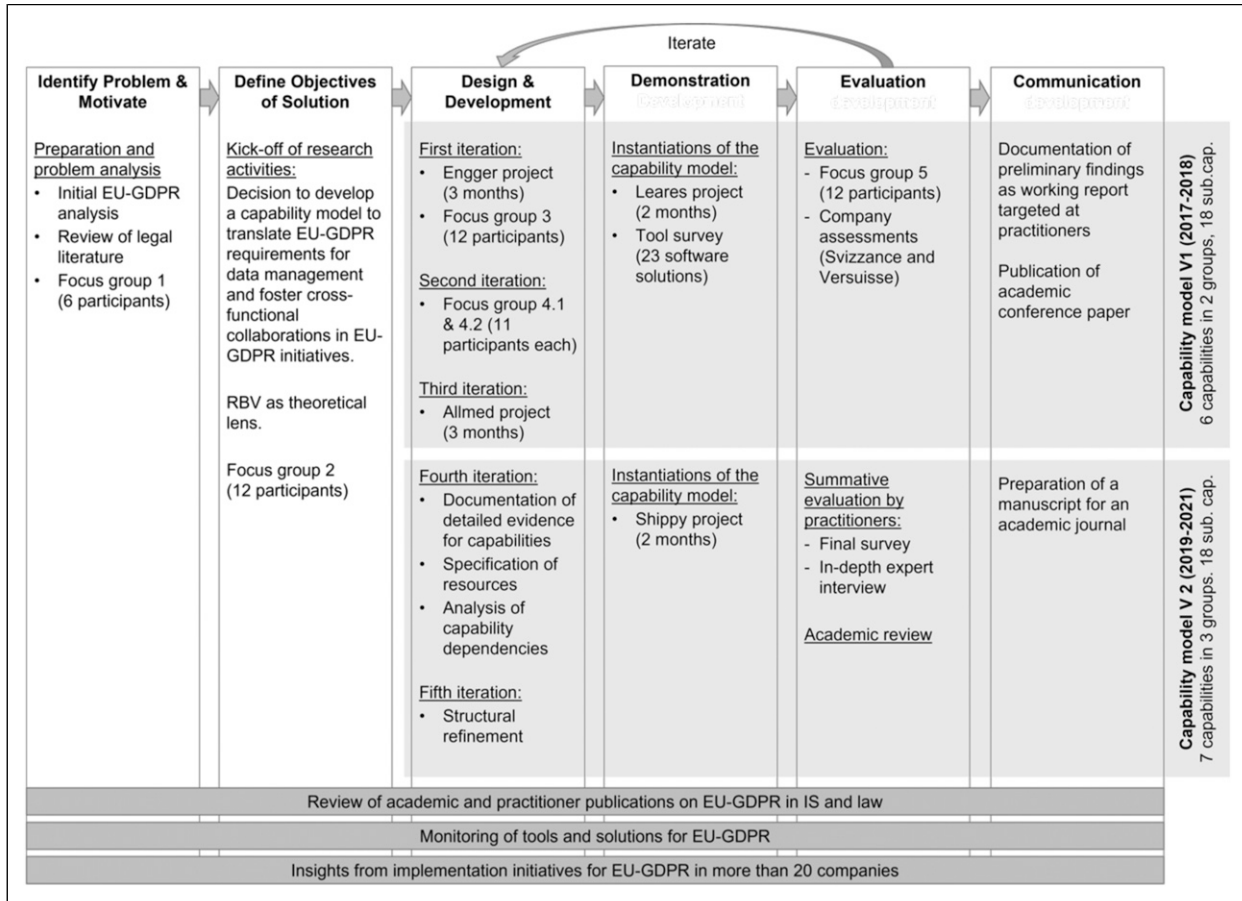 Iterate
Identify Problem &
Motivate
Define Objectives
of Solution
Design &
Development
Demonstration
Development
Evaluation
development
Communication
development
Preparation and
problem analysis
• Initial EU-GDPR
analysis
• Review of legal
literature
• Focus group 1
(6 participants)
Kick-off of research
activities:
Decision to develop
a capability model to
translate EU-GDPR
requirements for
data management
and foster cross-
functional
collaborations in EU-
GDPR initiatives.
RBV as theoretical
lens.
Focus group 2
(12 participants)
First iteration:
• Engger project
(3 months)
• Focus group 3
(12 participants)
Second iteration:
• Focus group 4.1
& 4.2 (11
participants each)
Third iteration:
• Allmed project
(3 months)
Instantiations of the
capability model:
• Leares project
(2 months)
• Tool survey
(23 software
solutions)
Evaluation:
- Focus group 5
(12 participants)
- Company
assessments
(Svizzance and
Versuisse)
Documentation of
preliminary findings
as working report
targeted at
practitioners
Publication of
academic
conference paper
Capability model V1 (2017-2018)
6 capabilities in 2 groups, 18 sub.cap.
Fourth iteration:
• Documentation of
detailed evidence
for capabilities
• Specification of
resources
• Analysis of
capability
dependencies
Fifth iteration:
• Structural
refinement
Instantiations of the
capability model:
• Shippy project
(2 months)
Summative
evaluation by
practitioners:
- Final survey
- In-depth expert
interview
Academic review
Preparation of a
manuscript for an
academic journal
Capability model V 2 (2019-2021)
7 capabilities in 3 groups. 18 sub. cap.
Review of academic and practitioner publications on EU-GDPR in IS and law
Monitoring of tools and solutions for EU-GDPR
Insights from implementation initiatives for EU-GDPR in more than 20 companies